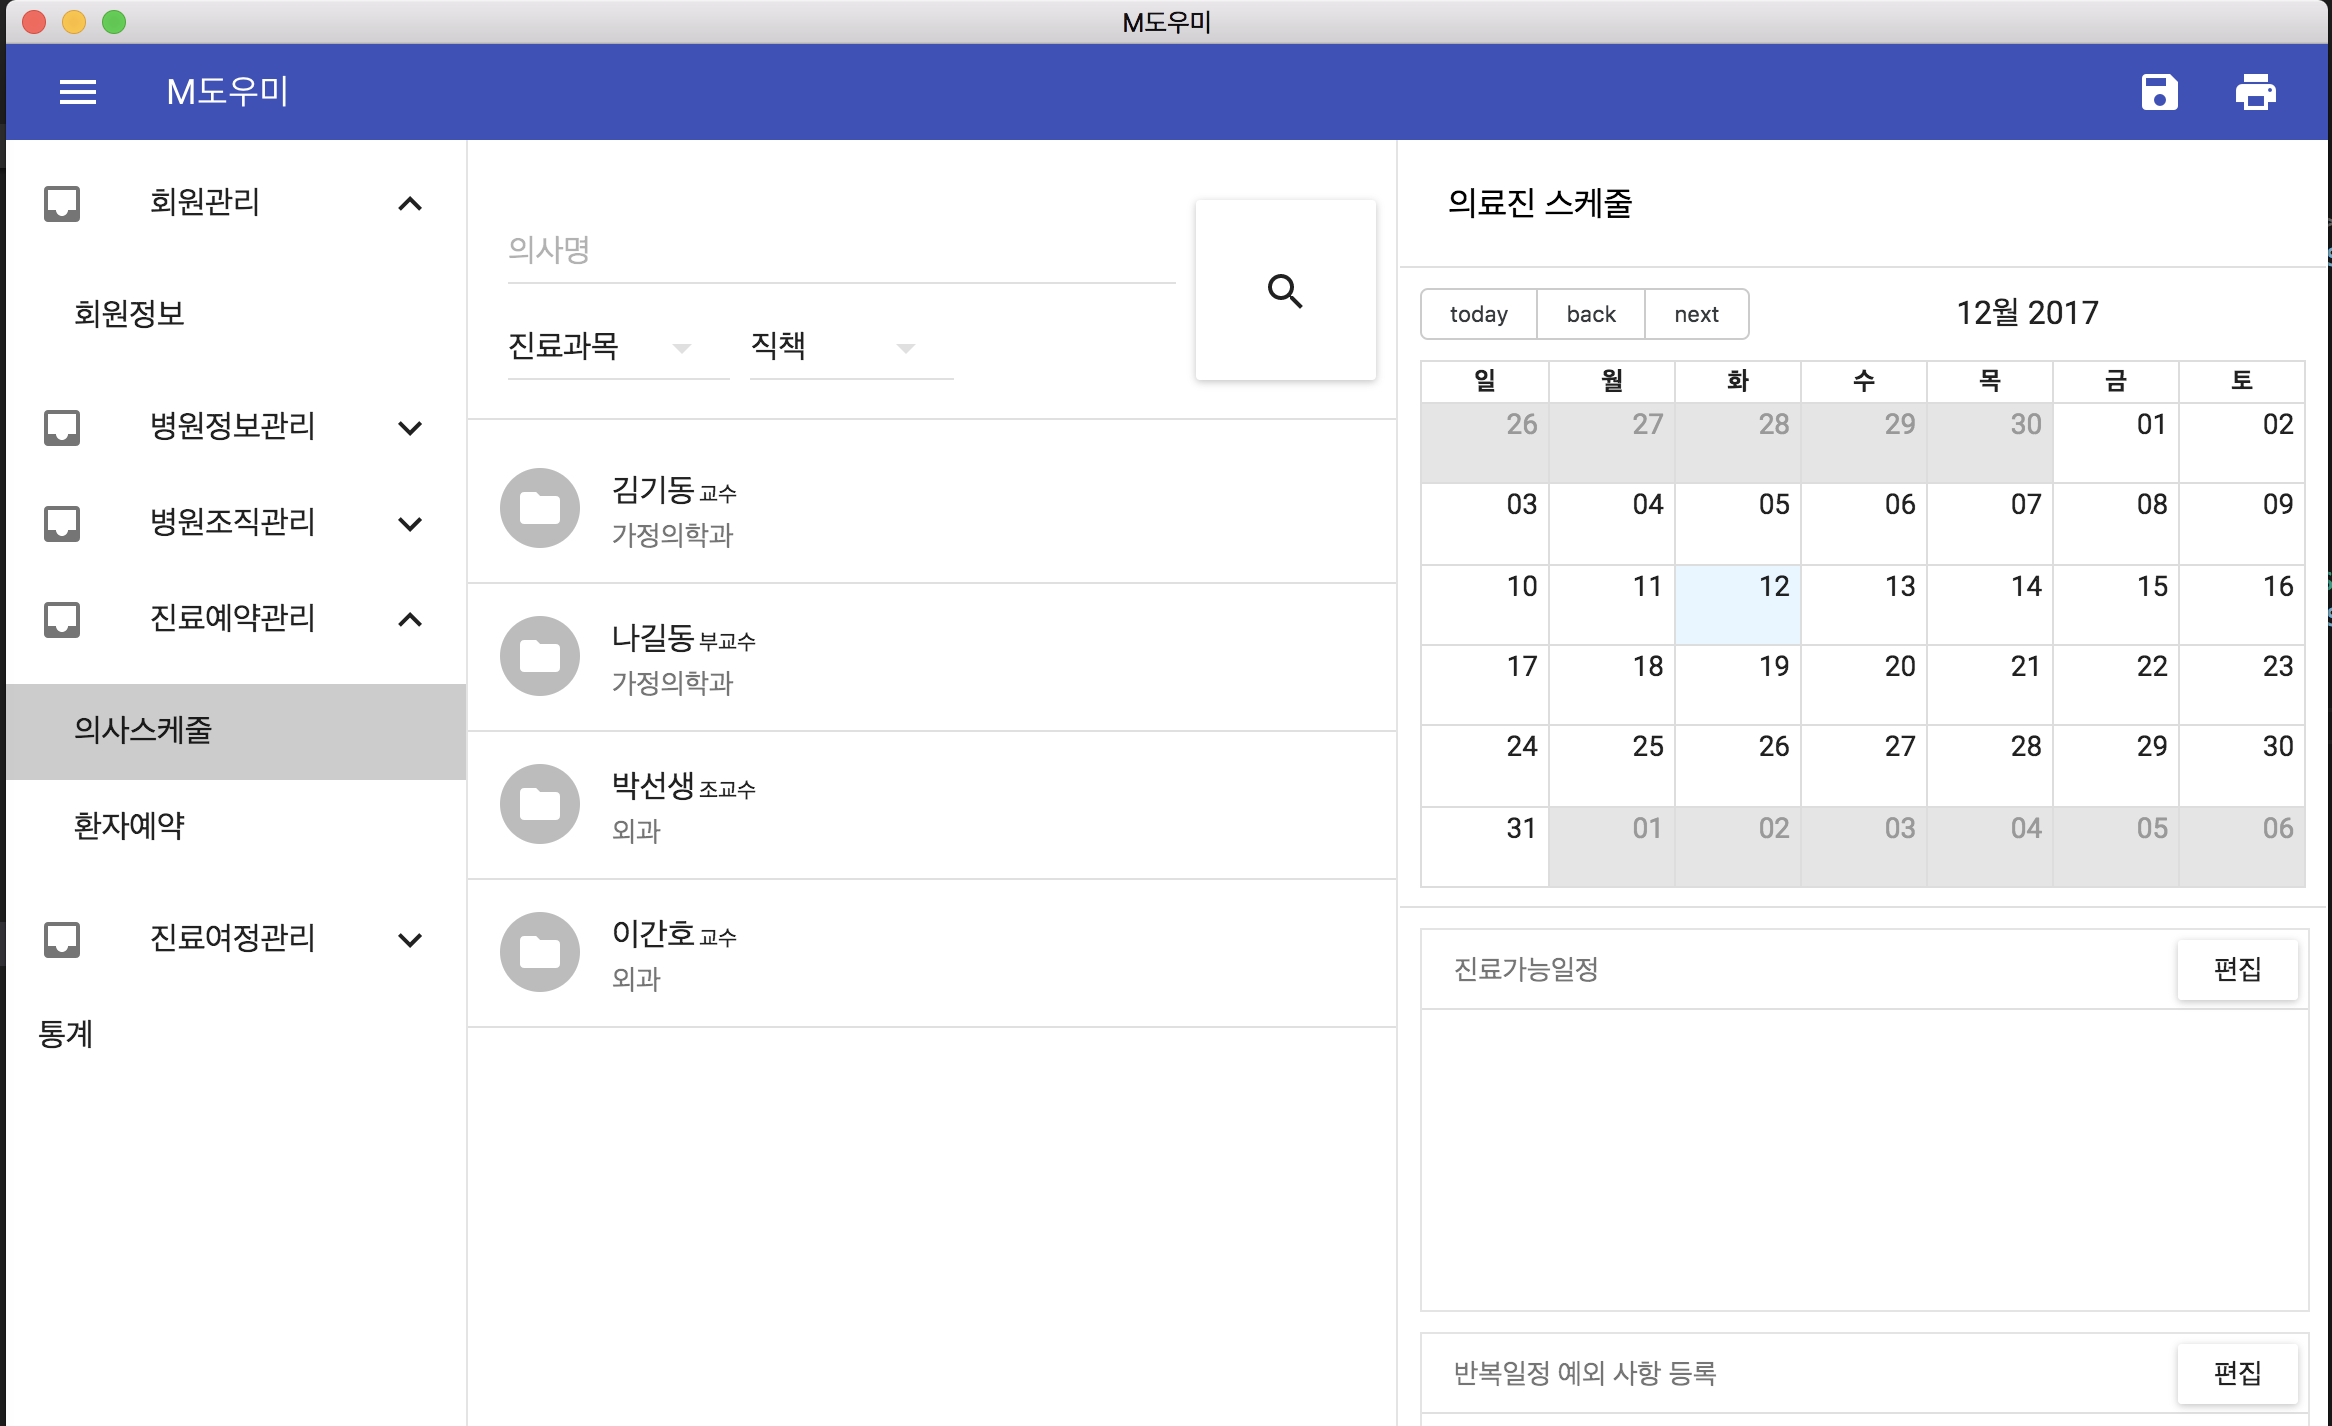 M도우미
M도우미
회원관리
회원정보
병원정보관리
병원조직관리
진료예약관리
의사스케줄
환자예약
진료여정관리
통계
의사명
진료과목 직책
김기동 교수
가정의학과
나길동 부교수
가정의학과
박선생 조교수
외과
이간호 교수
외과
의료진 스케줄
today back next 12월 2017
일 월 화 수 목 금 토
26 27 28 29 30 01 02
03 04 05 06 07 08 09
10 11 12 13 14 15 16
17 18 19 20 21 22 23
24 25 26 27 28 29 30
31 01 02 03 04 05 06
진료가능일정 편집
반복일정 예외 사항 등록 편집